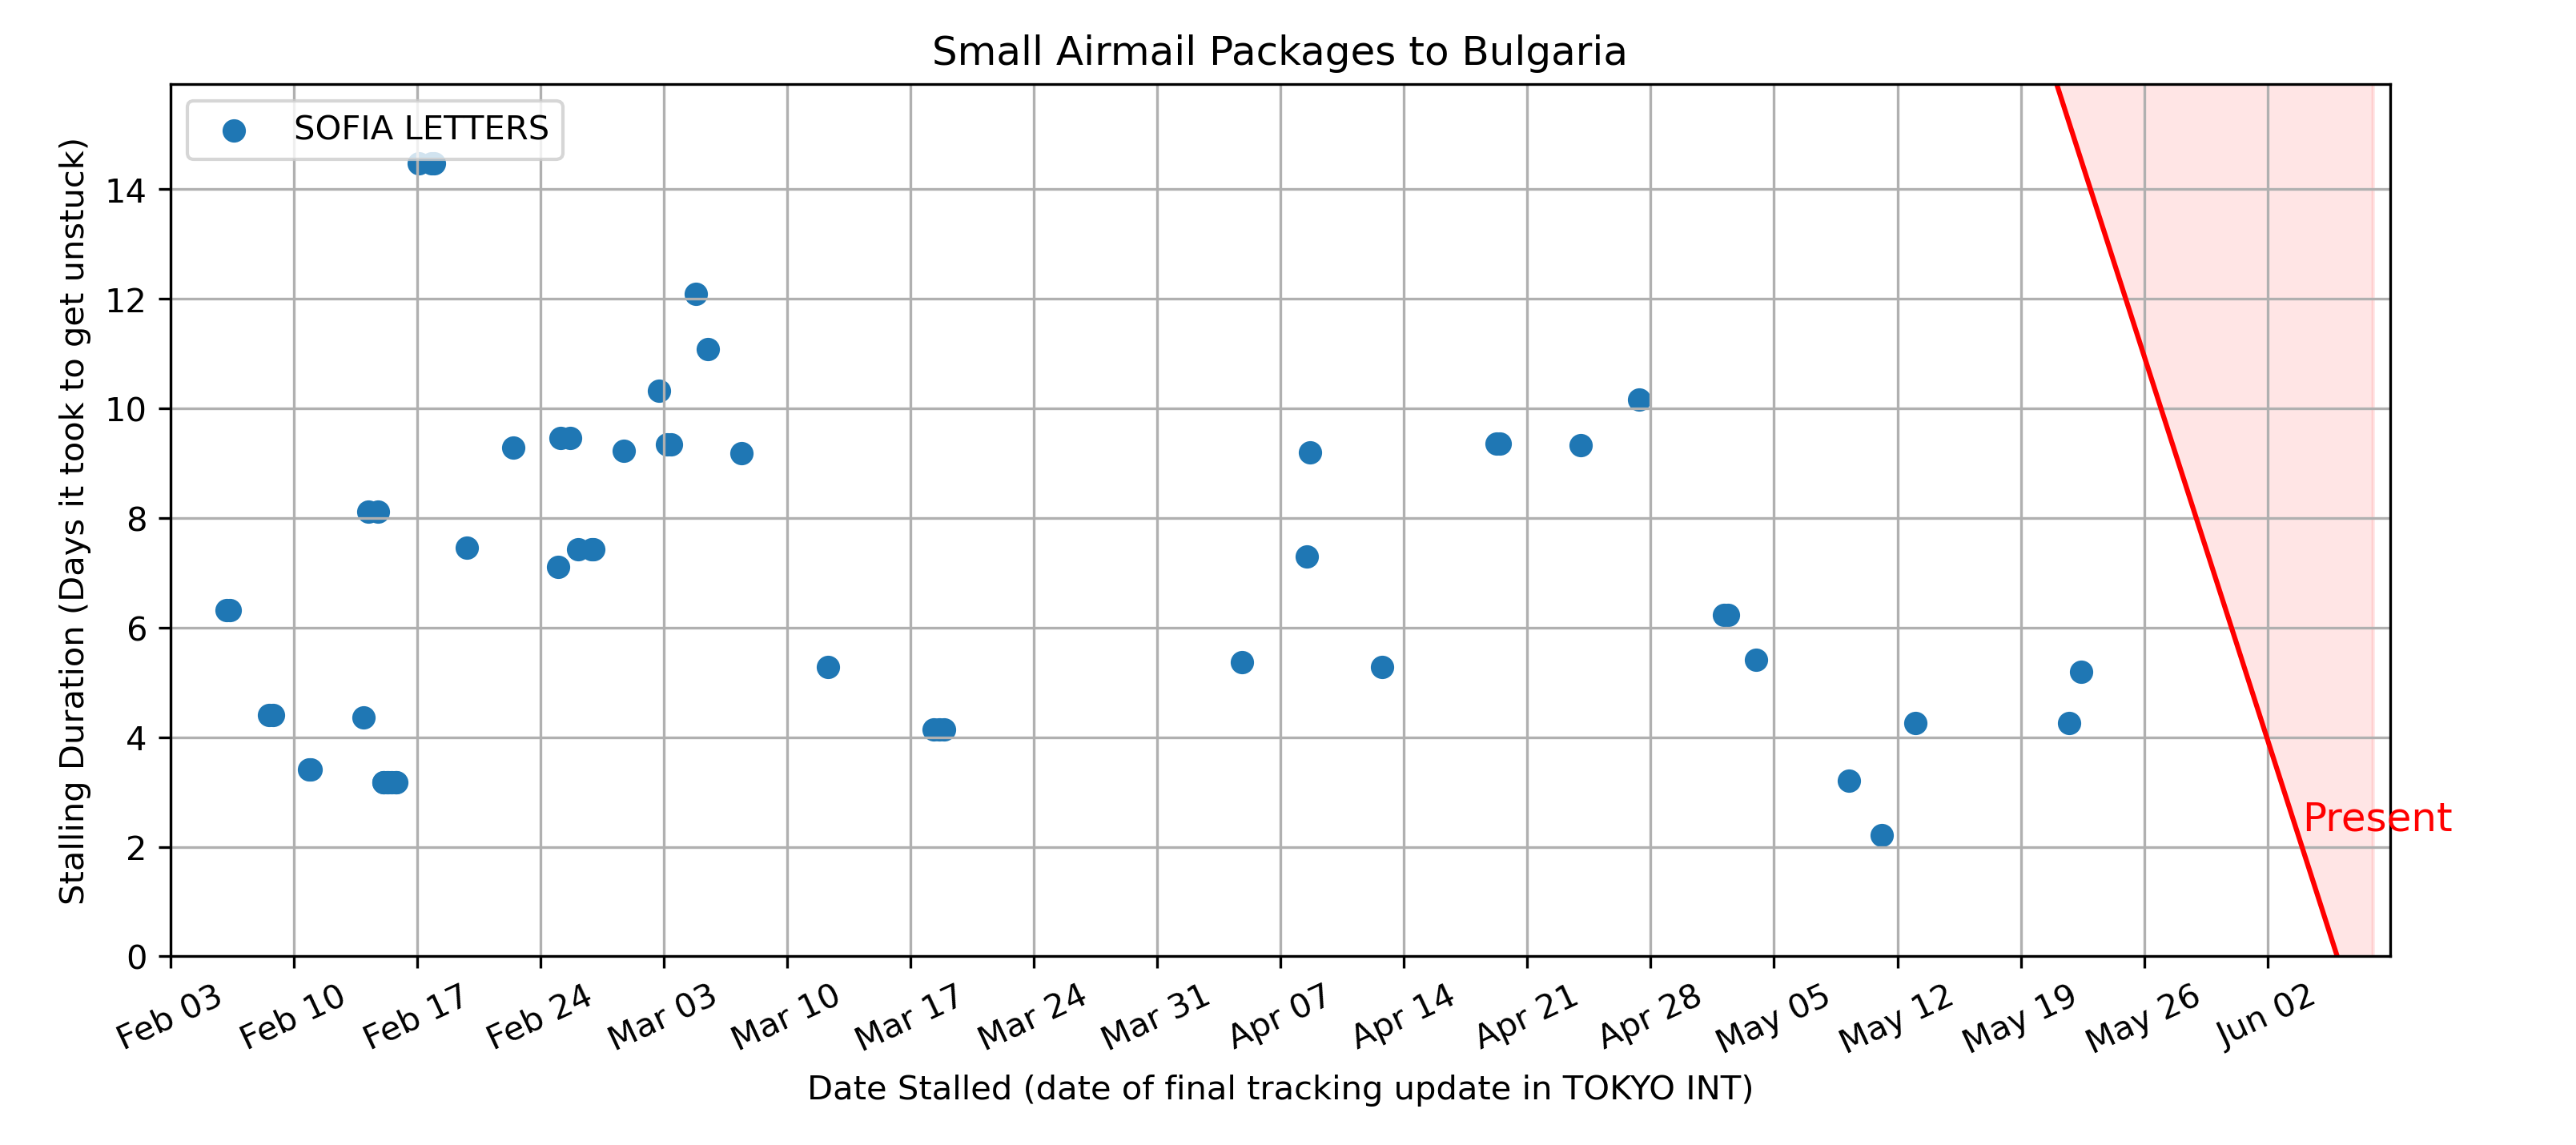 Small Airmail Packages to Bulgaria
SOFIA LETTERS
Stalling Duration (Days it took to get unstuck)
14
12
10
8
6
4
2
0
Present
Feb 03
Feb 10
Feb 17
Feb 24
Mar 03
Mar 10
Mar 17
Mar 24
Mar 31
Apr 07
Apr 14
Apr 21
Apr 28
May 05
May 12
May 19
May 26
Jun 02
Date Stalled (date of final tracking update in TOKYO INT)